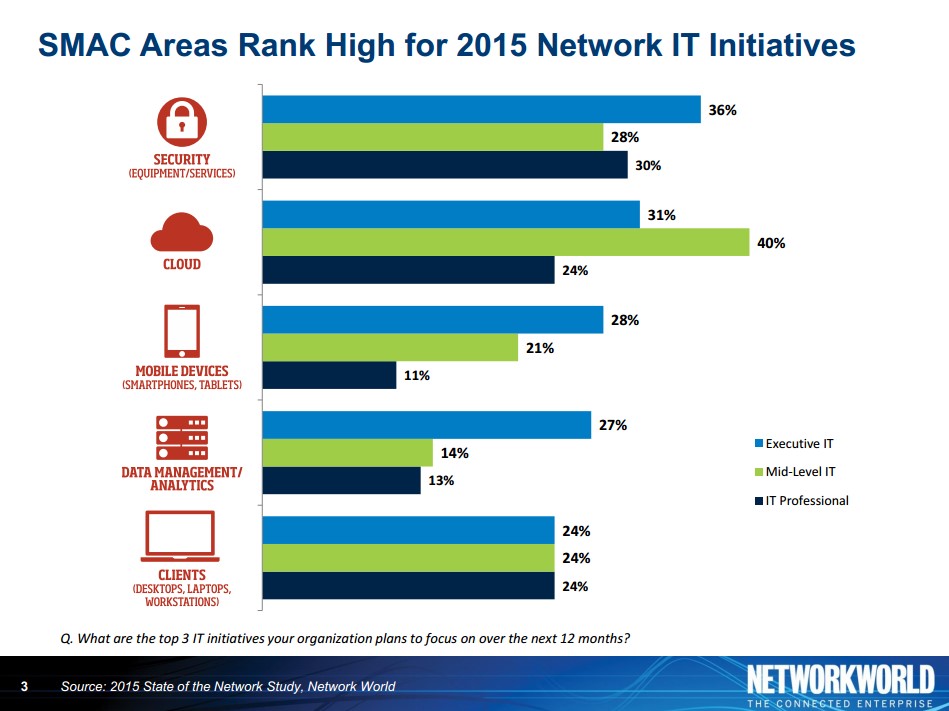 SMAC Areas Rank High for 2015 Network IT Initiatives
36%
28%
30%
SECURITY
(EQUIPMENT/SERVICES)
31%
40%
24%
CLOUD
28%
21%
11%
MOBILE DEVICES
(SMARTPHONES, TABLETS)
27%
14%
13%
DATA MANAGEMENT/
ANALYTICS
Executive IT
Mid-Level IT
IT Professional
24%
24%
24%
CLIENTS
(DESKTOPS, LAPTOPS,
WORKSTATIONS)
Q. What are the top 3 IT initiatives your organization plans to focus on over the next 12 months?
3
Source: 2015 State of the Network Study, Network World
NETWORKWORLD
THE CONNECTED ENTERPRISE